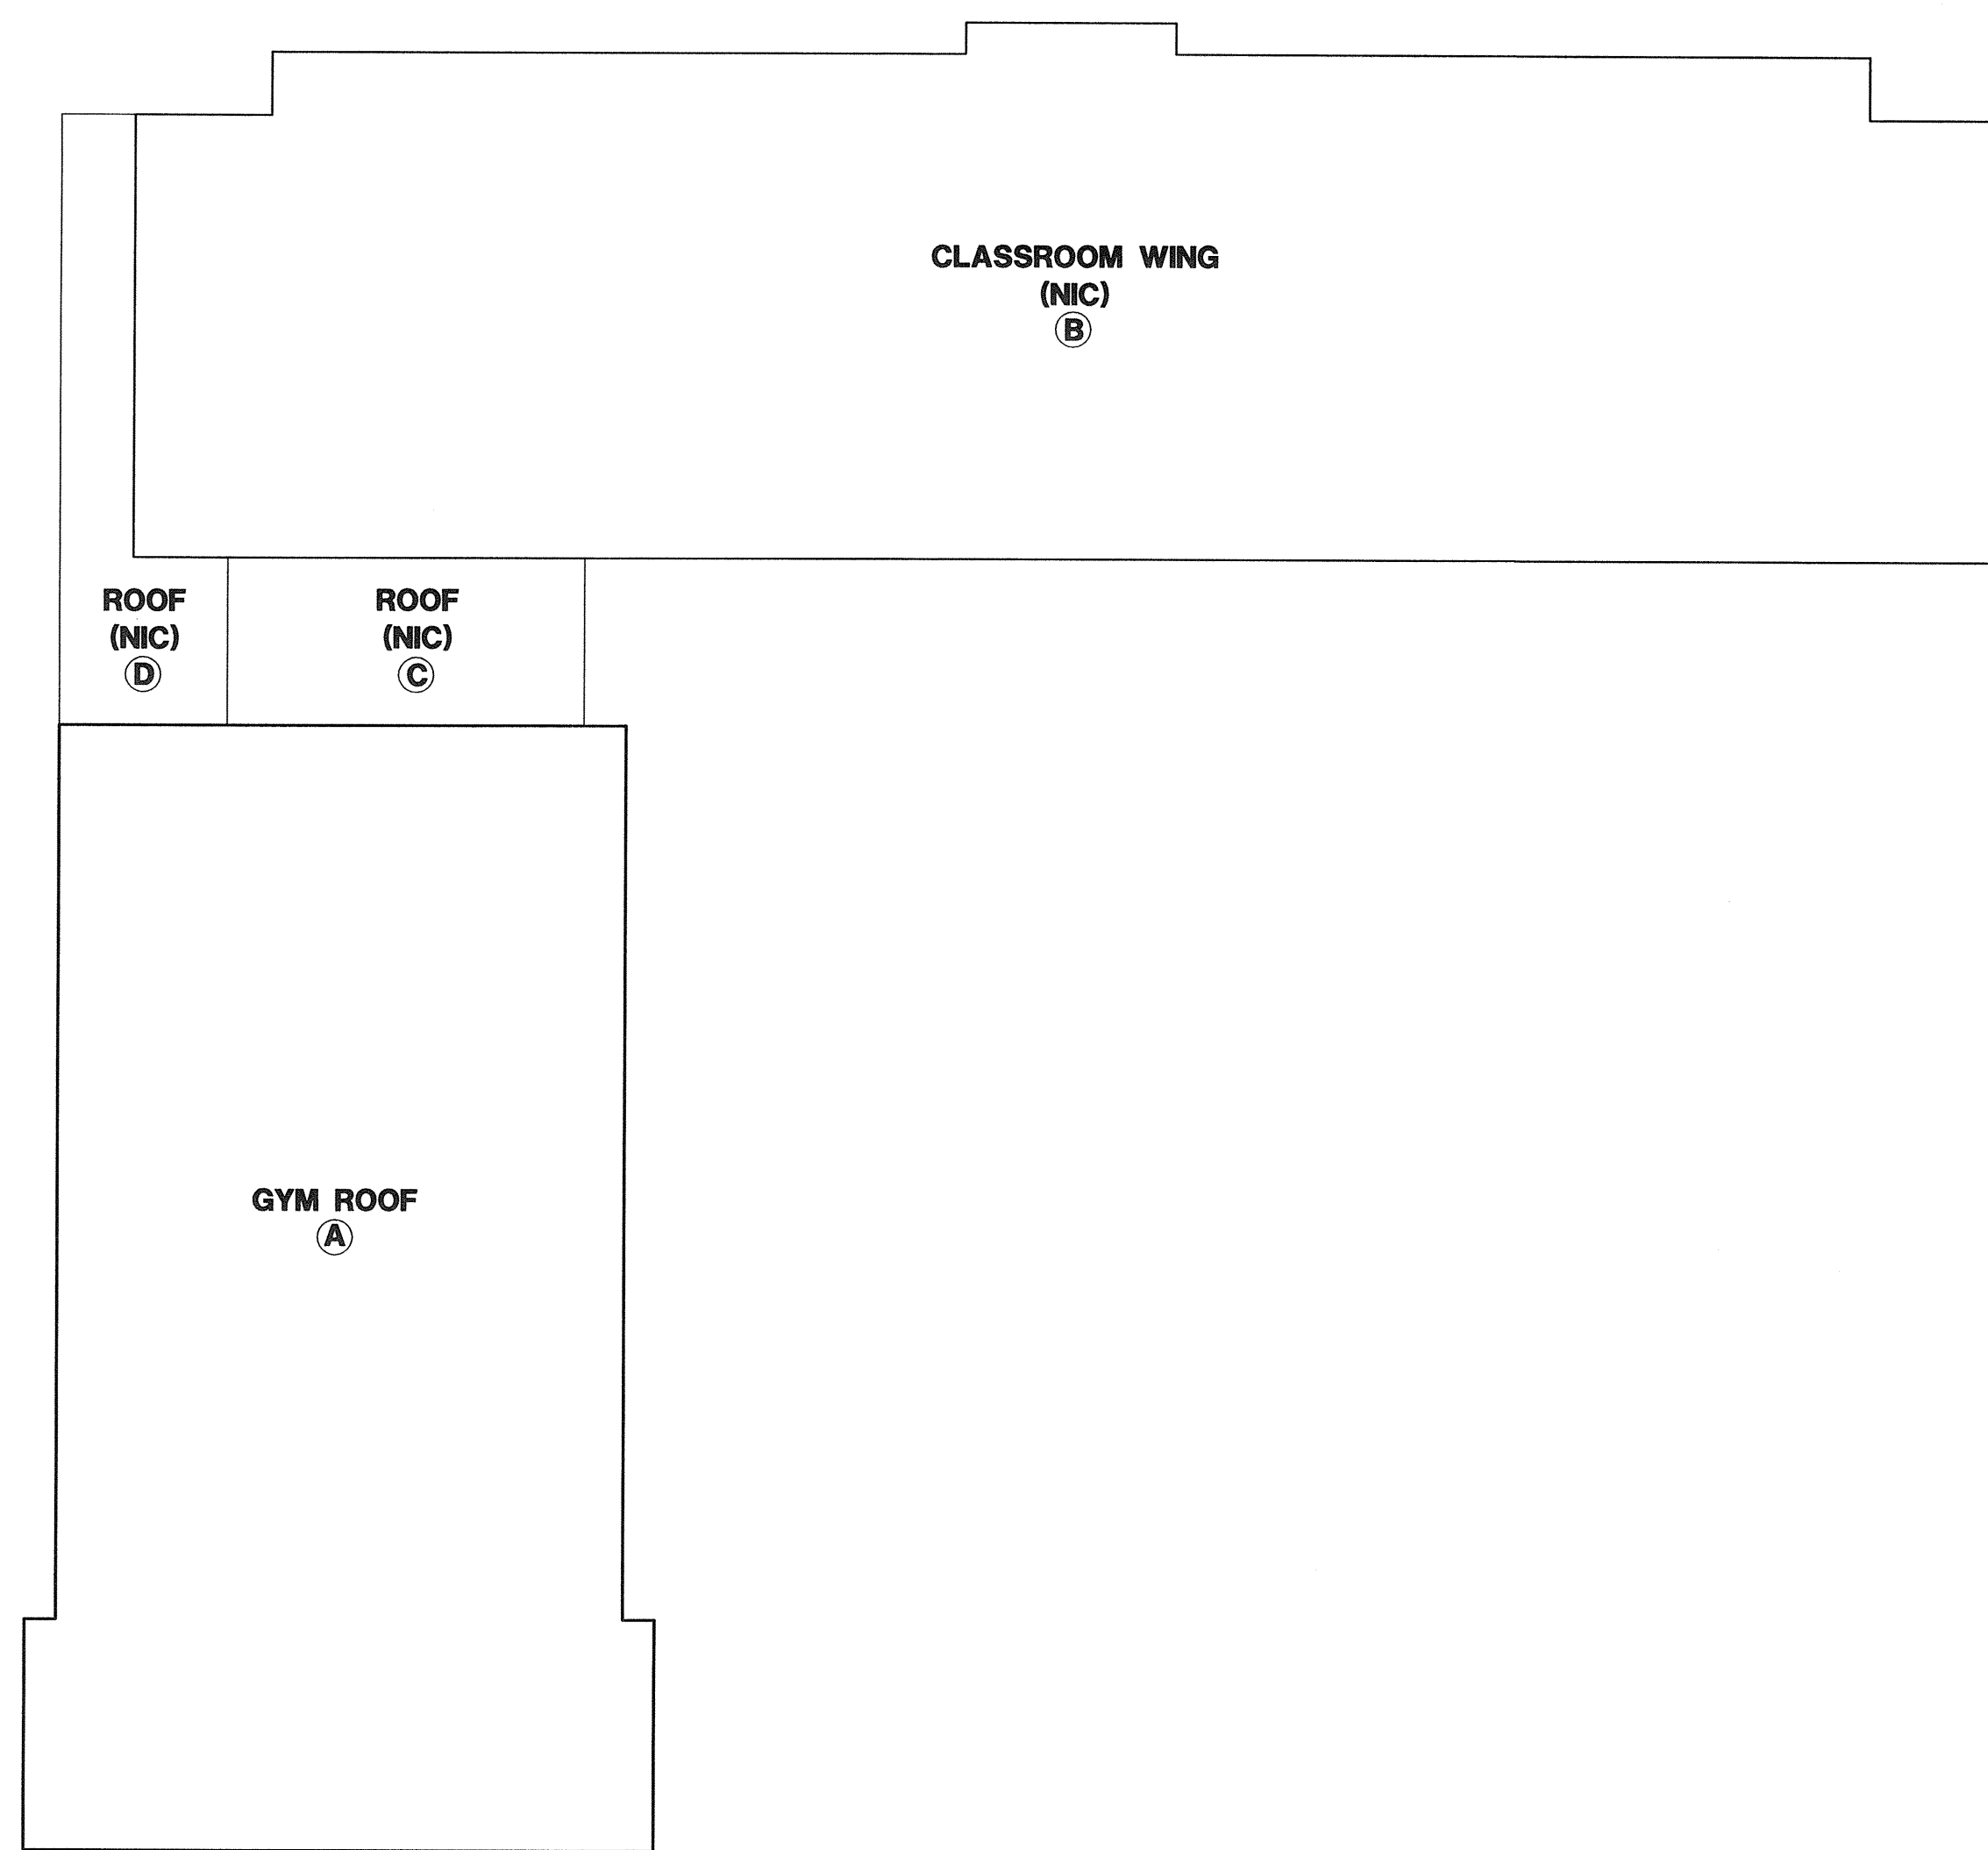 CLASSROOM WING
(NIC)
B
ROOF
(NIC)
D
ROOF
(NIC)
C
GYM ROOF
A